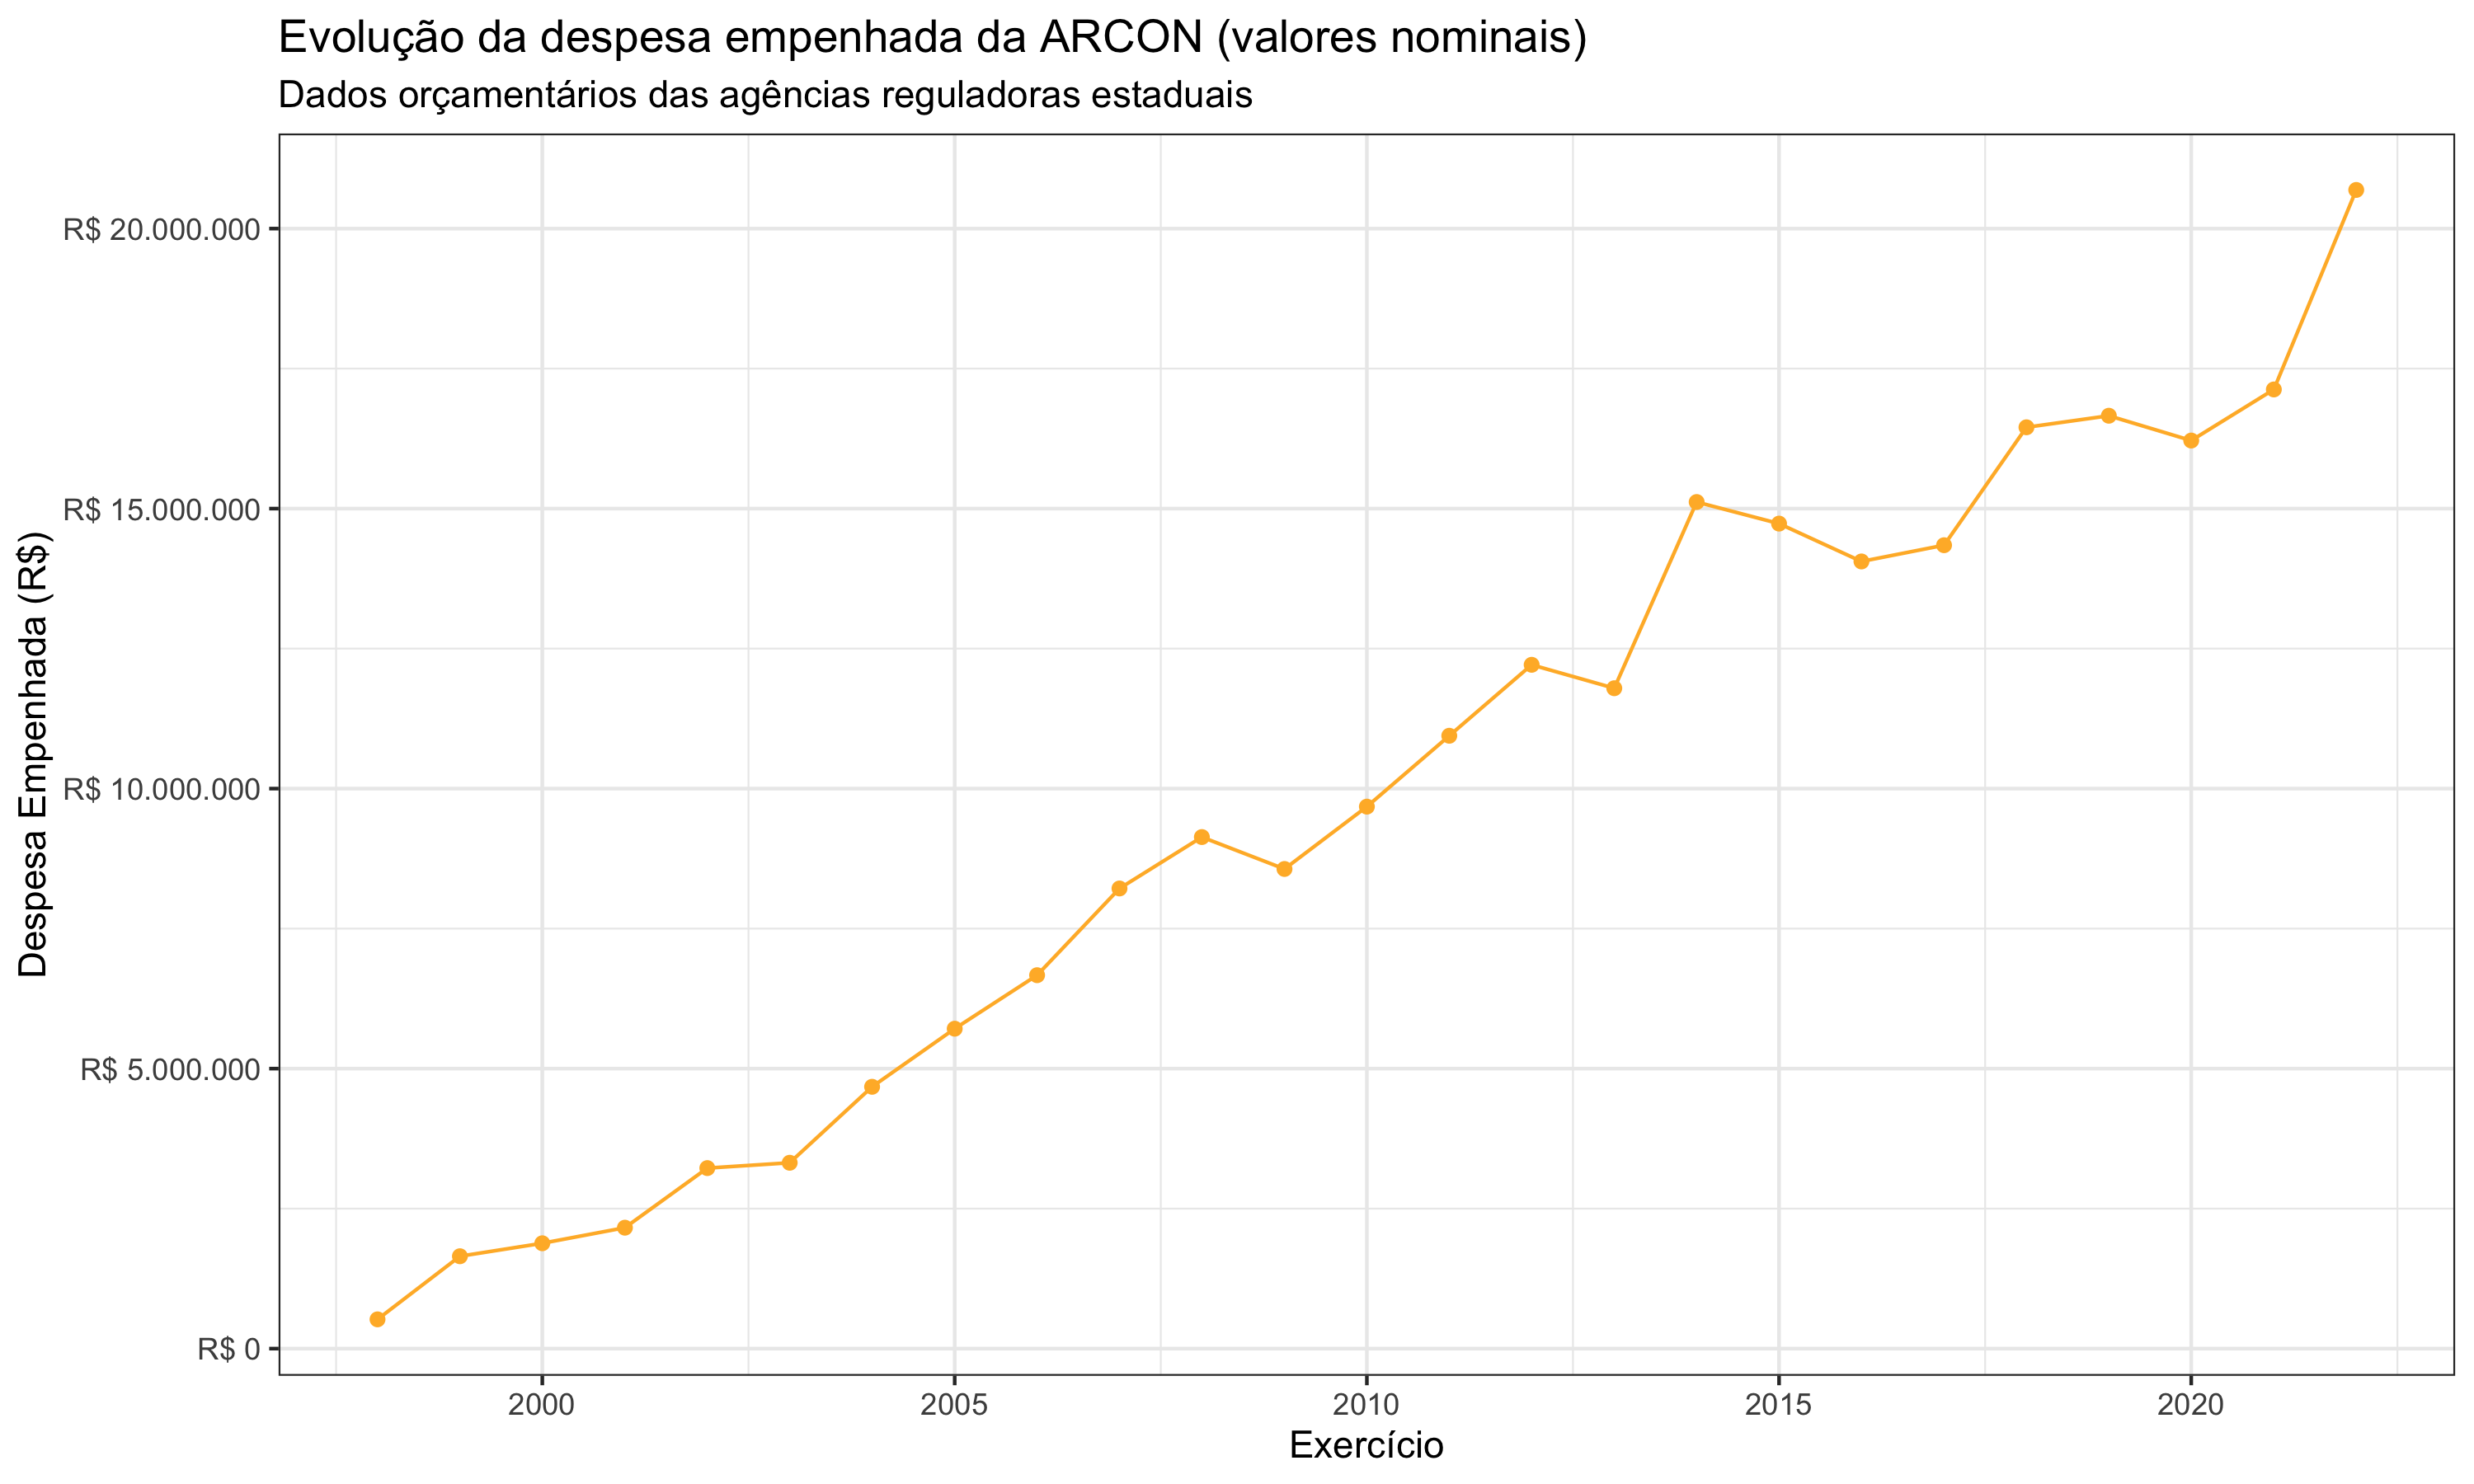 Evolução da despesa empenhada da ARCON (valores nominais)
Dados orçamentários das agências reguladoras estaduais
Despesa Empenhada (R$)
R$ 20.000.000
R$ 15.000.000
R$ 10.000.000
R$ 5.000.000
R$ 0
2000
2005
2010
2015
2020
Exercício